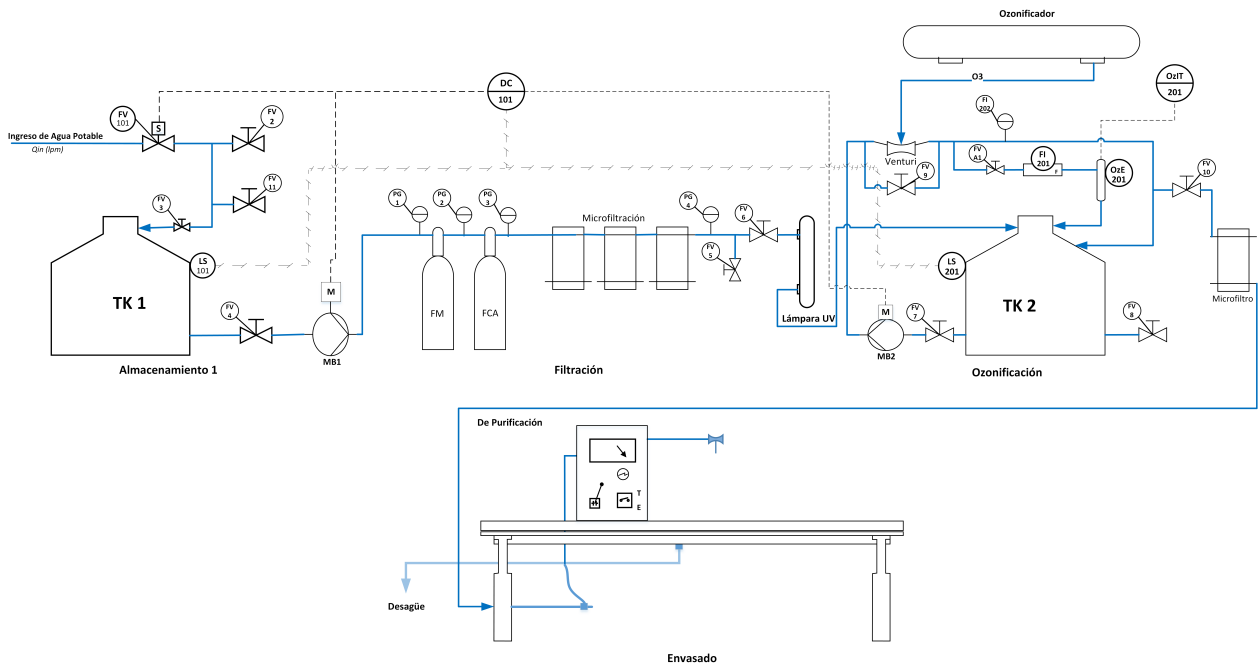 Ozonificador
O3
OzIT
201
DC
101
FV
101
S
FV
2
Ingreso de Agua Potable
Qin (lpm)
FI
202
Venturi
FV
9
FV
A1
FI
201
F
OzE
201
FV
10
FV
11
FV
3
PG
1
PG
2
PG
3
Microfiltración
PG
4
FV
6
FV
5
LS
101
LS
201
TK 1
M
FM
FCA
Lámpara UV
M
TK 2
Microfiltro
FV
4
MB1
FV
7
MB2
FV
8
Almacenamiento 1
Filtración
Ozonificación
De Purificación
T
E
Desagüe
Envasado